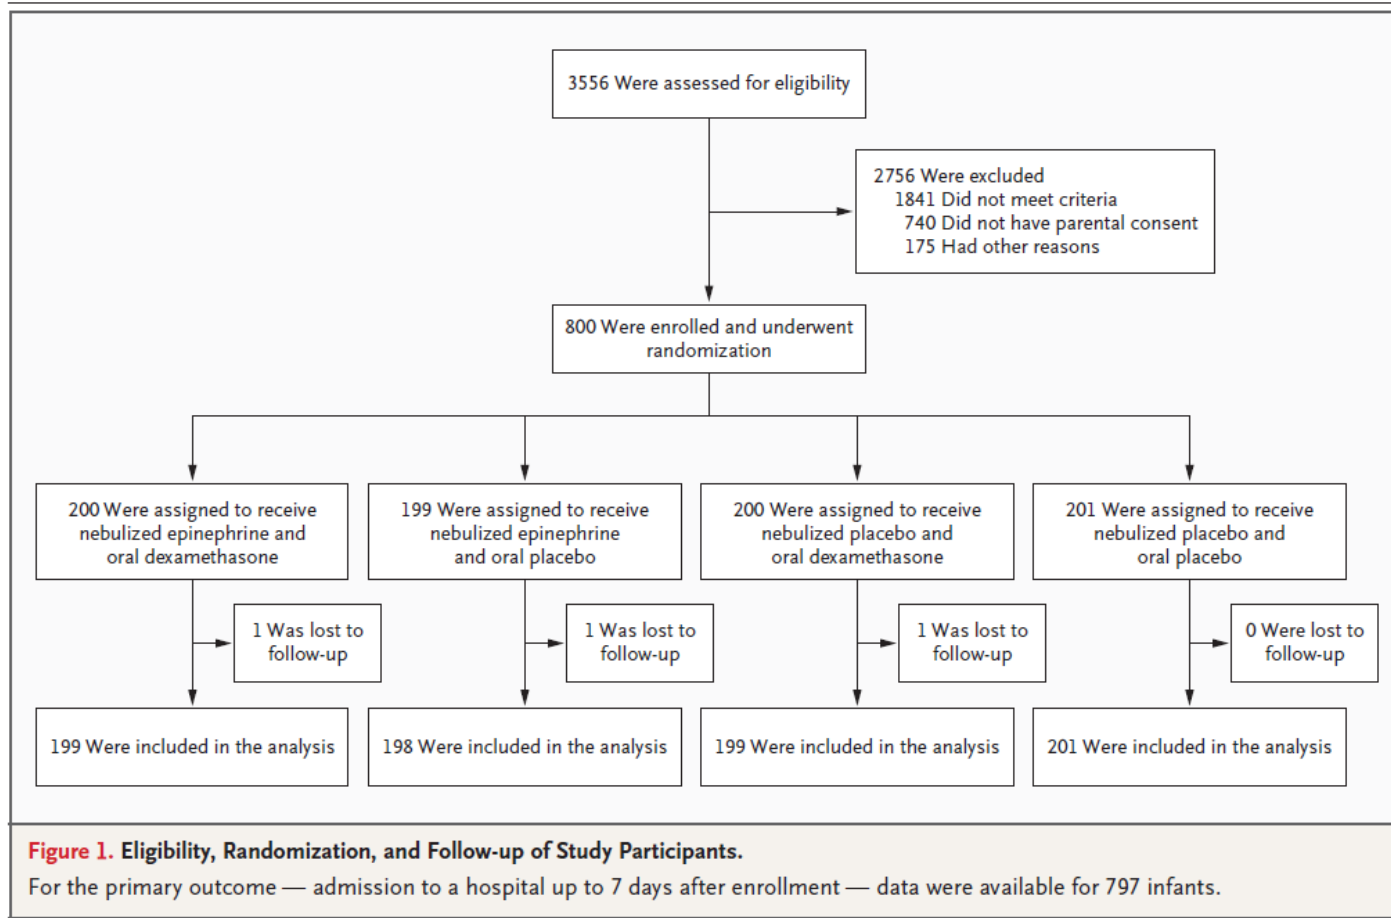 3556 Were assessed for eligibility
2756 Were excluded
1841 Did not meet criteria
740 Did not have parental consent
175 Had other reasons
800 Were enrolled and underwent
randomization
200 Were assigned to receive
nebulized epinephrine and
oral dexamethasone
199 Were assigned to receive
nebulized epinephrine
and oral placebo
200 Were assigned to receive
nebulized placebo and
oral dexamethasone
201 Were assigned to receive
nebulized placebo and
oral placebo
1 Was lost to
follow-up
1 Was lost to
follow-up
1 Was lost to
follow-up
0 Were lost to
follow-up
199 Were included in the analysis
198 Were included in the analysis
199 Were included in the analysis
201 Were included in the analysis
Figure 1. Eligibility, Randomization, and Follow-up of Study Participants.
For the primary outcome — admission to a hospital up to 7 days after enrollment — data were available for 797 infants.